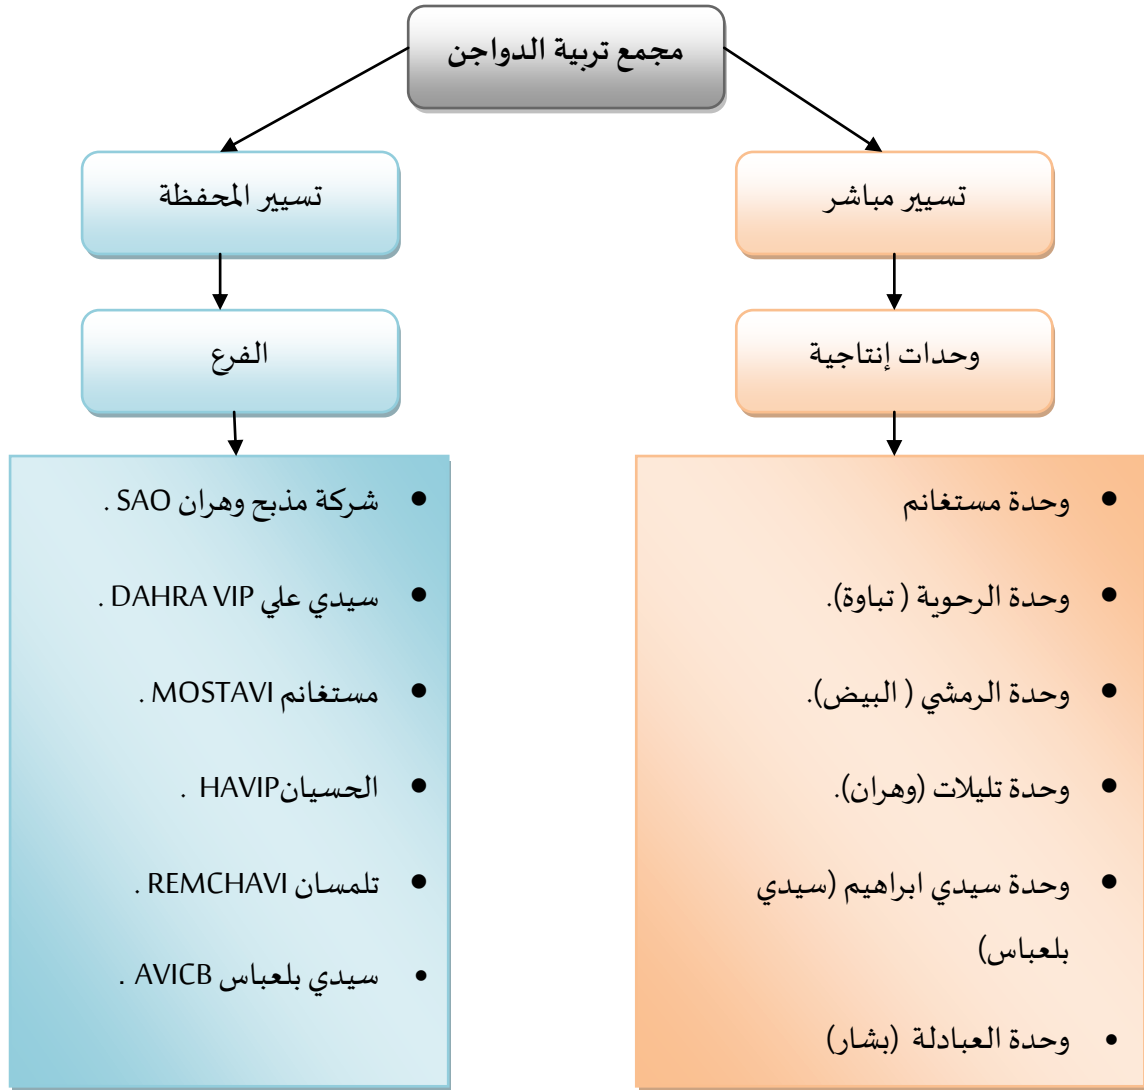 مجمع تربية الدواجن
تسيير مباشر
وحدات إنتاجية
وحدة مستغانم
وحدة الرحوية ( تباوة).
وحدة الرمشي ( البيض).
وحدة تليلات (وهران).
وحدة سيدي ابراهيم (سيدي
بلعباس)
وحدة العبادلة (بشار)
تسيير المحفظة
الفرع
شركة مذبح وهران SAO .
سيدي علي DAHRA VIP .
مستغانم MOSTAVI .
الحسيانHAVIP .
تلمسان REMCHAVI .
سيدي بلعباس AVICB .